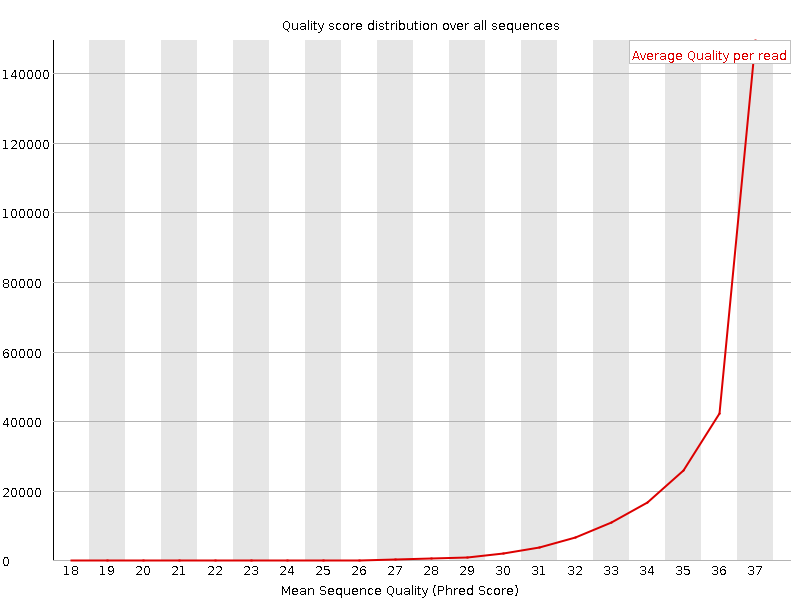 Quality score distribution over all sequences
Average Quality per read
140000
120000
100000
80000
60000
40000
20000
0
18 19 20 21 22 23 24 25 26 27 28 29 30 31 32 33 34 35 36 37
Mean Sequence Quality (Phred Score)